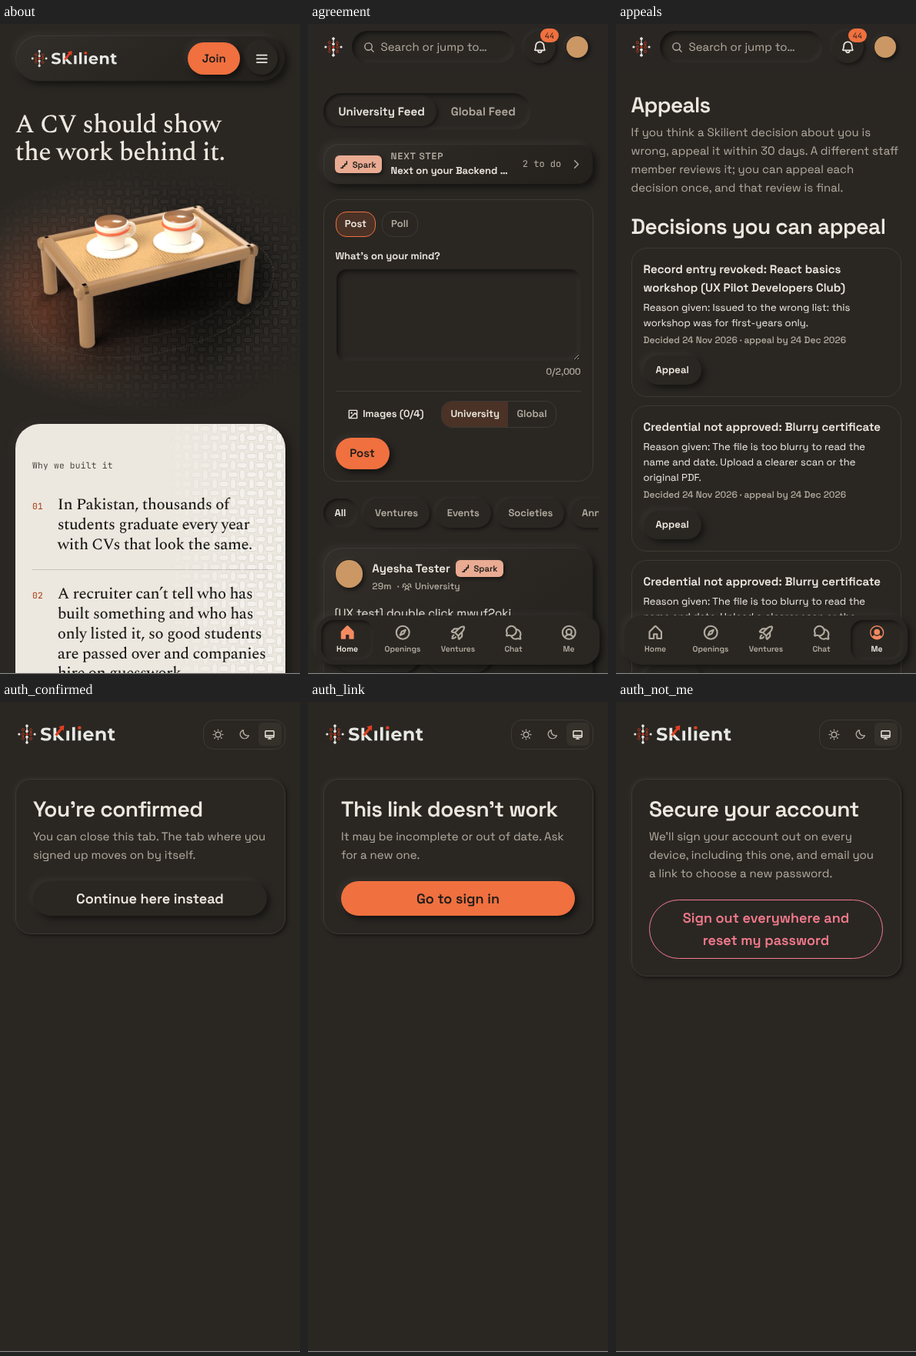 about
Skilient
Join
A CV should show
the work behind it.
Why we built it
01 In Pakistan, thousands of
students graduate every year
with CVs that look the same.
02 A recruiter can't tell who has
built something and who has
only listed it, so good students
are passed over and companies
hire on guesswork
agreement
Search or jump to...
44
University Feed Global Feed
Spark
NEXT STEP
Next on your Backend ...
2 to do
Post Poll
What's on your mind?
0/2,000
Images (0/4) University Global
Post
All Ventures Events Societies Ann
Ayesha Tester Spark
29m · University
[UX test] double click mwuf2oki
Home Openings Ventures Chat Me
appeals
Search or jump to...
44
Appeals
If you think a Skilient decision about you is
wrong, appeal it within 30 days. A different staff
member reviews it; you can appeal each
decision once, and that review is final.
Decisions you can appeal
Record entry revoked: React basics
workshop (UX Pilot Developers Club)
Reason given: Issued to the wrong list: this
workshop was for first-years only.
Decided 24 Nov 2026 · appeal by 24 Dec 2026
Appeal
Credential not approved: Blurry certificate
Reason given: The file is too blurry to read the
name and date. Upload a clearer scan or the
original PDF.
Decided 24 Nov 2026 · appeal by 24 Dec 2026
Appeal
Credential not approved: Blurry certificate
Reason given: The file is too blurry to read the
Home Openings Ventures Chat Me
auth_confirmed
Skilient
You're confirmed
You can close this tab. The tab where you
signed up moves on by itself.
Continue here instead
auth_link
Skilient
This link doesn't work
It may be incomplete or out of date. Ask
for a new one.
Go to sign in
auth_not_me
Skilient
Secure your account
We'll sign your account out on every
device, including this one, and email you
a link to choose a new password.
Sign out everywhere and
reset my password